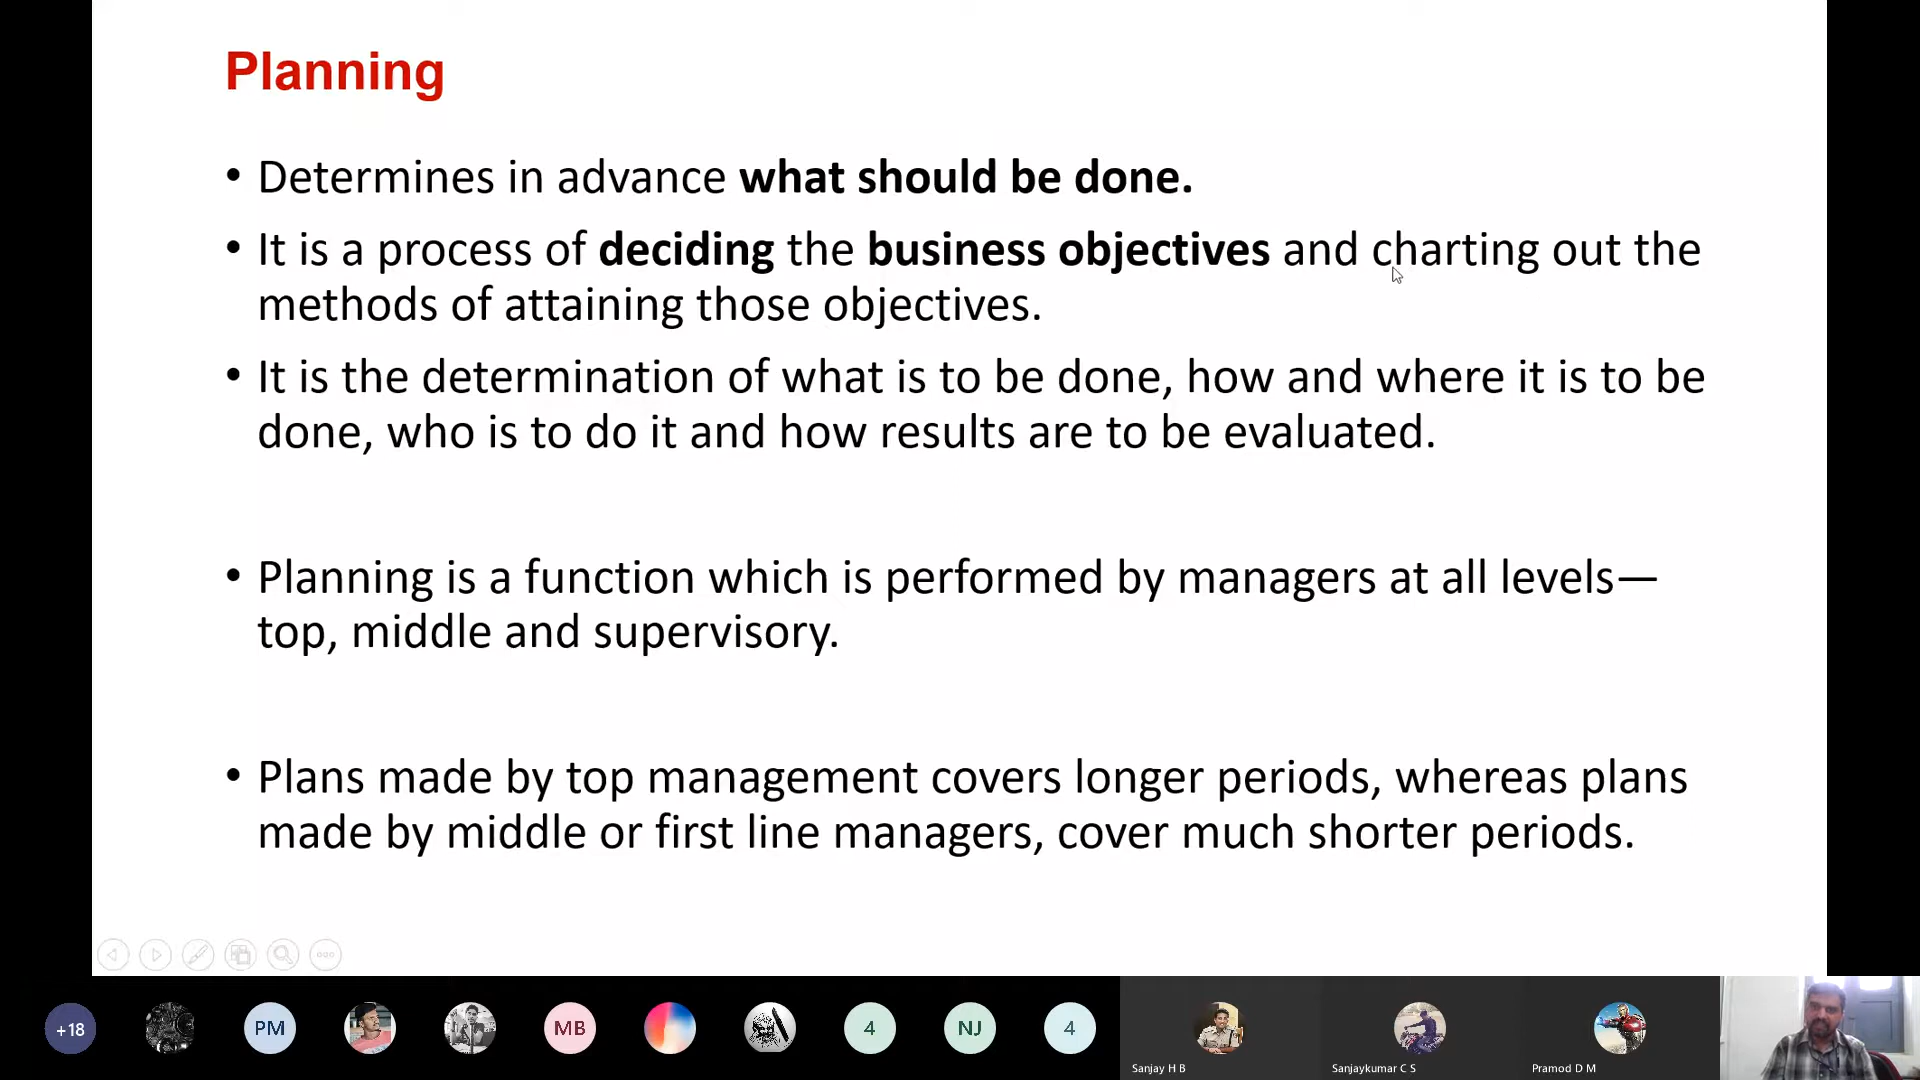 Planning
• Determines in advance what should be done.
• It is a process of deciding the business objectives and charting out the
methods of attaining those objectives.
• It is the determination of what is to be done, how and where it is to be
done, who is to do it and how results are to be evaluated.
• Planning is a function which is performed by managers at all levels—
top, middle and supervisory.
• Plans made by top management covers longer periods, whereas plans
made by middle or first line managers, cover much shorter periods.
+18
PM
MB
4
NJ
4
Sanjay H B
Sanjaykumar C S
Pramod D M